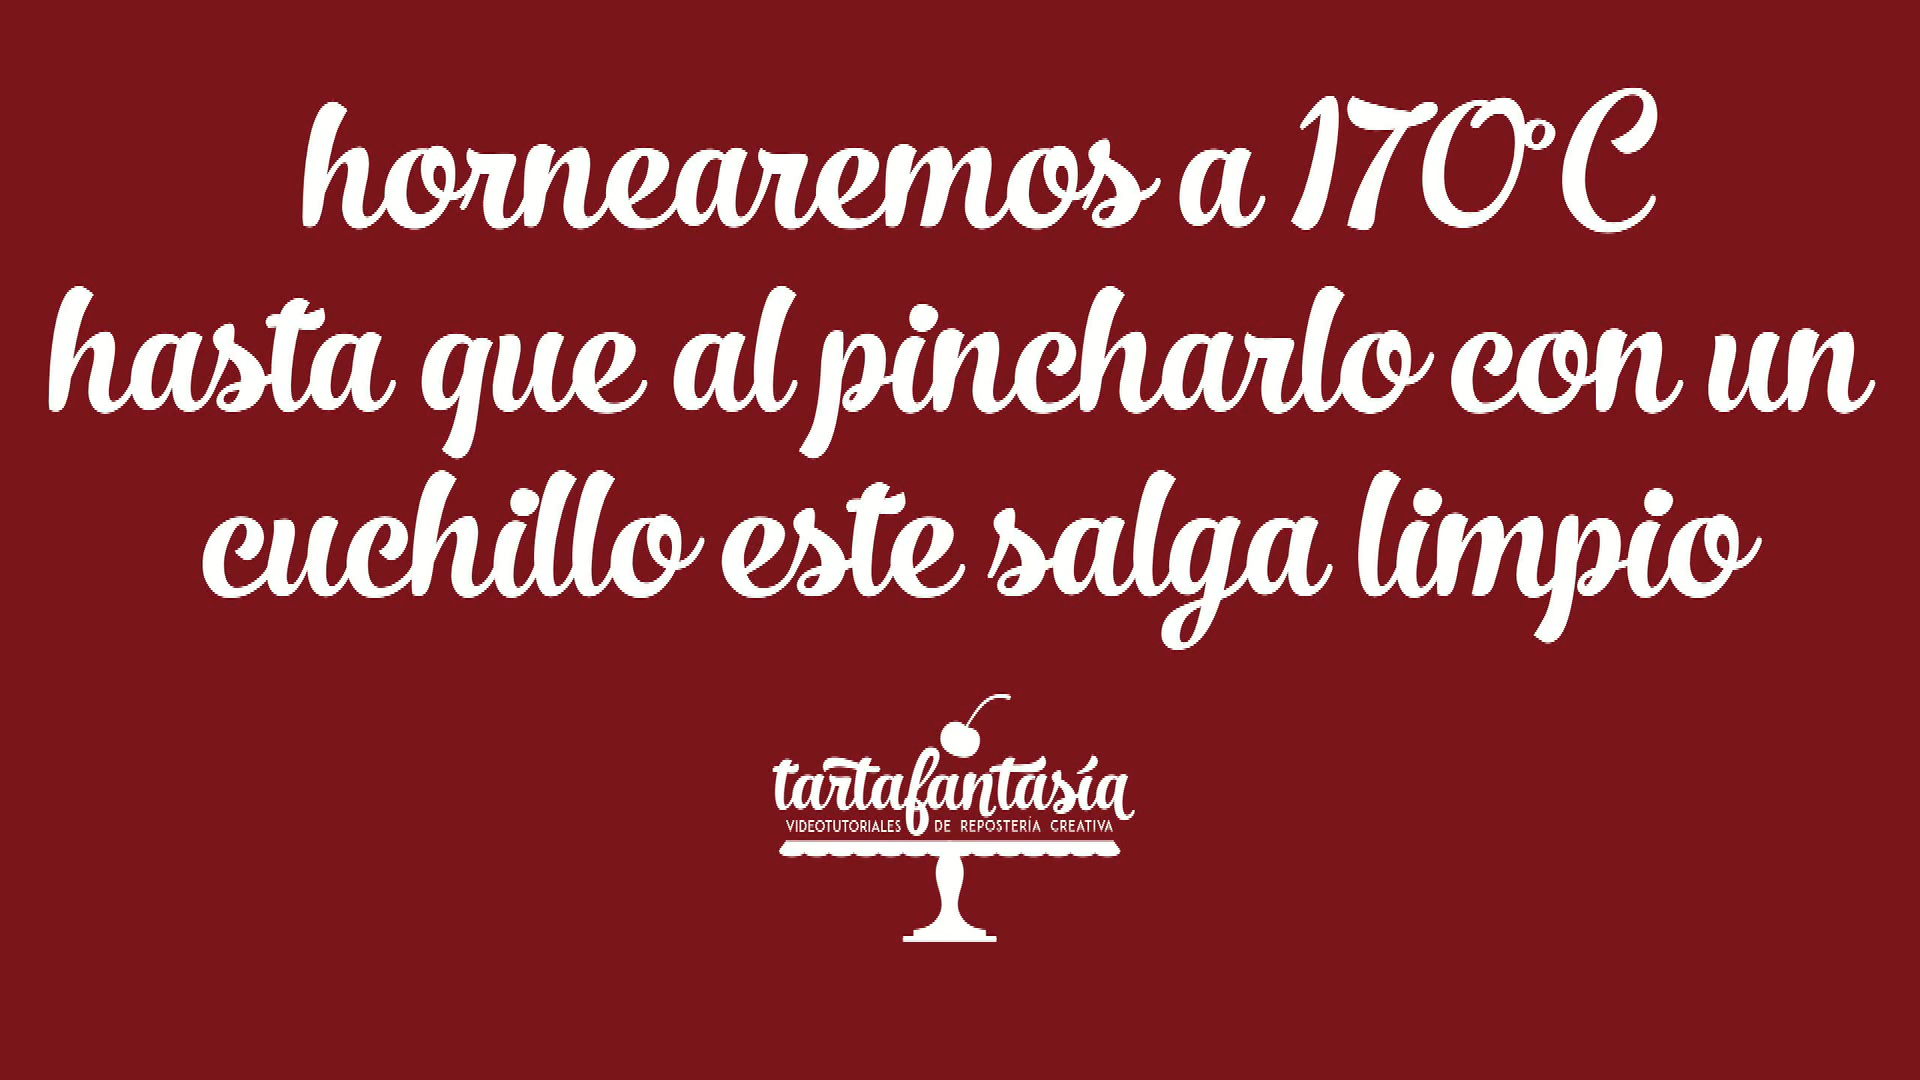 hornearemos a 170°C
hasta que al pincharlo con un
cuchillo este salga limpio
tartafantasía
VIDEOTUTORIALES DE REPOSTERÍA CREATIVA